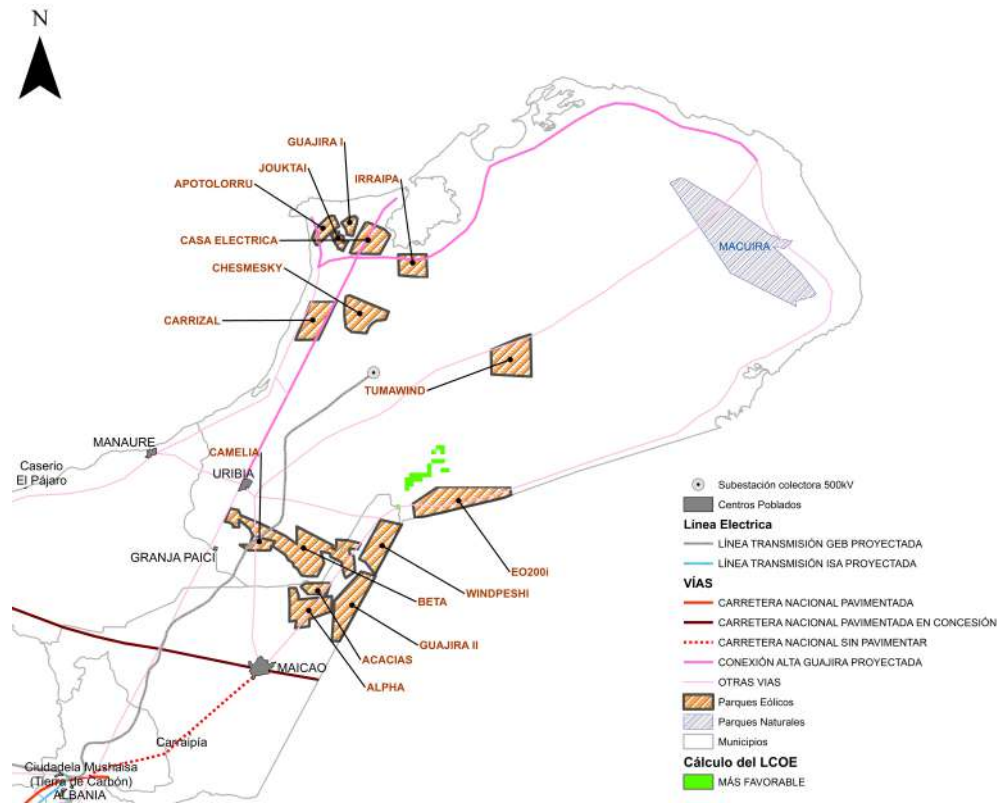 N
GUAJIRA I
JOUKTAI
IRRAIPA
APOTOLORRU
CASA ELECTRICA
MACUIRA
CHESMESKY
CARRIZAL
TUMAWIND
MANAURE
CAMELIA
Caserio
El Pájaro
URIBIA
GRANJA PAICI
EO200i
WINDPESHI
BETA
GUAJIRA II
ACACIAS
MAICAO
ALPHA
Carraipía
Ciudadela Mushaisa
(Tierra de Carbón)
ALBANIA
Subestación colectora 500kV
Centros Poblados
Línea Electrica
LÍNEA TRANSMISIÓN GEB PROYECTADA
LÍNEA TRANSMISIÓN ISA PROYECTADA
VÍAS
CARRETERA NACIONAL PAVIMENTADA
CARRETERA NACIONAL PAVIMENTADA EN CONCESIÓN
CARRETERA NACIONAL SIN PAVIMENTAR
CONEXIÓN ALTA GUAJIRA PROYECTADA
OTRAS VIAS
Parques Eólicos
Parques Naturales
Municipios
Cálculo del LCOE
MÁS FAVORABLE